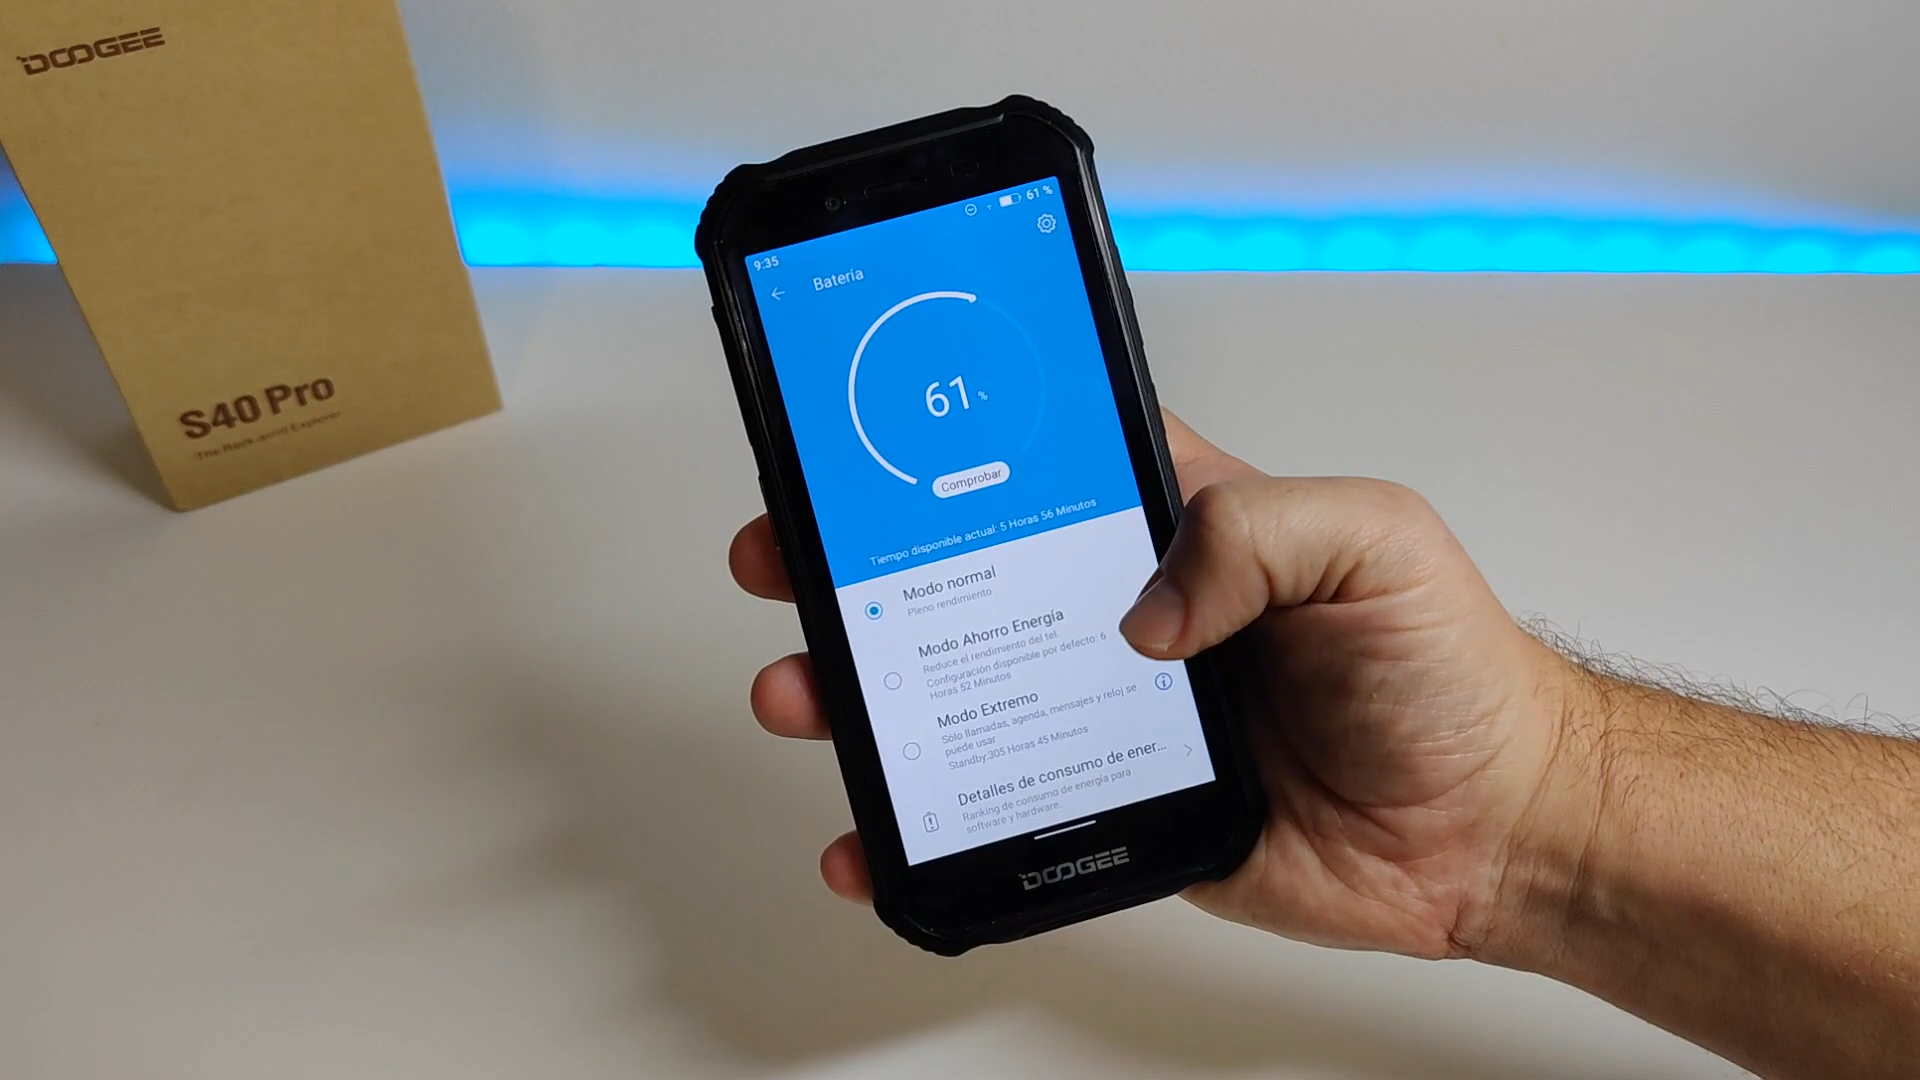 DOOGEE
S40 Pro
9:35
61 %
Batería
61 %
Comprobar
Tiempo disponible actual: 5 Horas 56 Minutos
Modo normal
Pleno rendimiento
Modo Ahorro Energía
Reduce el rendimiento del tel.
Configuración disponible por defecto: 6
Horas 52 Minutos
Modo Extremo
Sólo llamadas, agenda, mensajes y reloj se
puede usar
Standby:305 Horas 45 Minutos
Detalles de consumo de ener...
Ranking de consumo de energía para
software y hardware.
DOOGEE